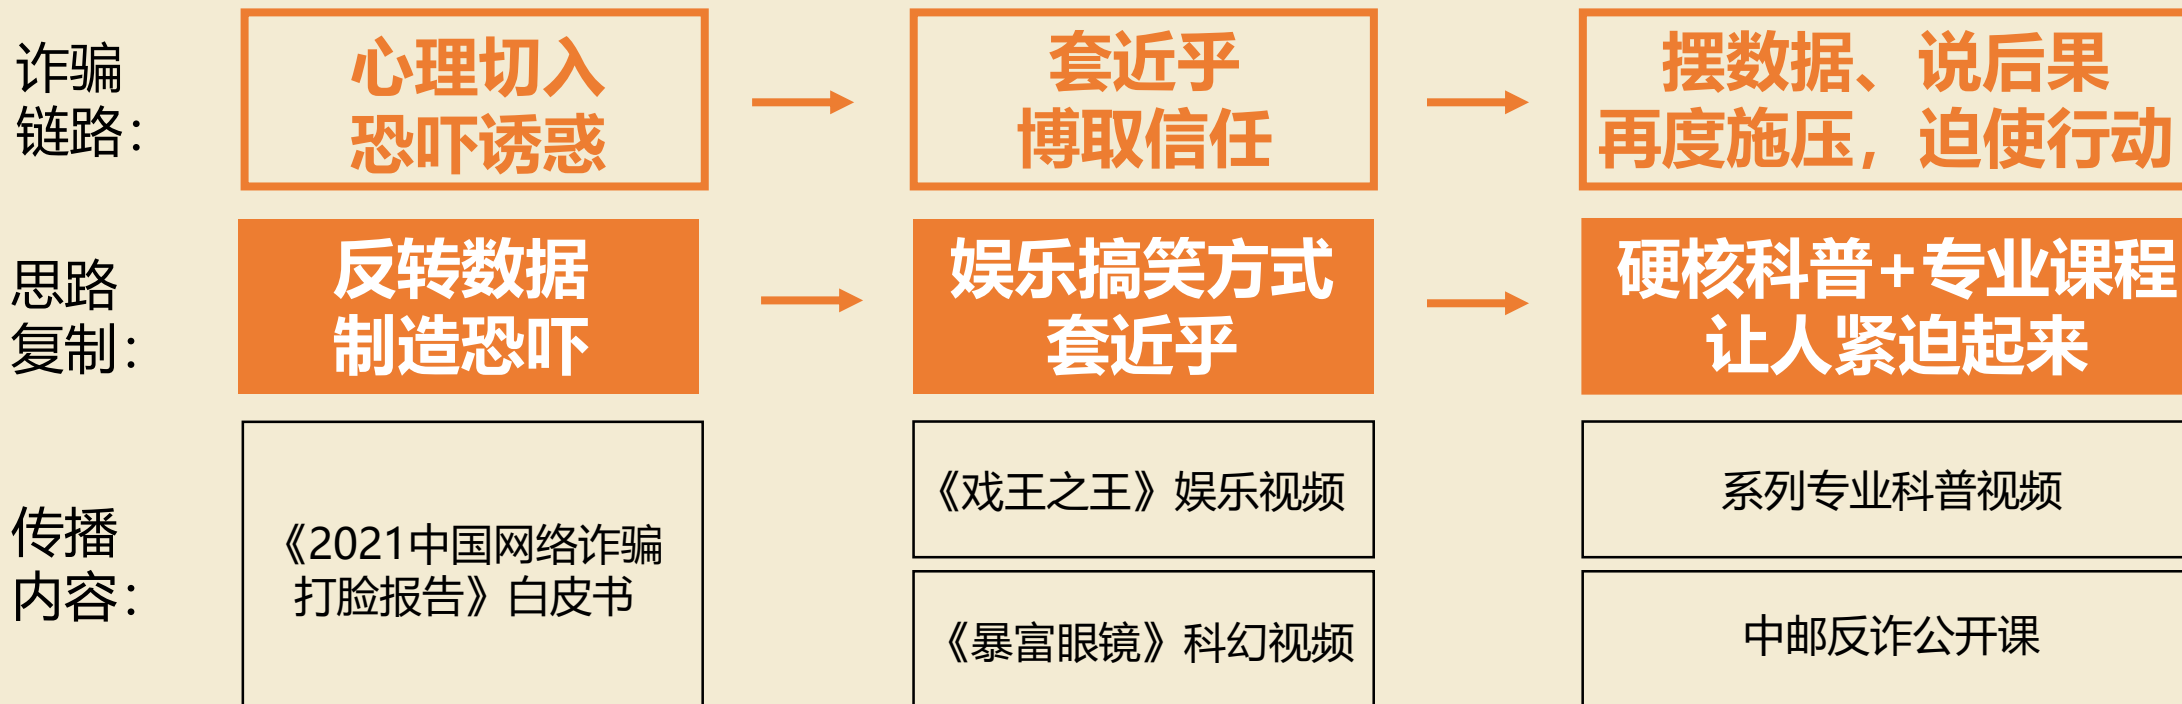 诈骗
链路：
心理切入
恐吓诱惑
套近乎
博取信任
摆数据、说后果
再度施压，迫使行动
思路
复制：
反转数据
制造恐吓
娱乐搞笑方式
套近乎
硬核科普+专业课程
让人紧迫起来
传播
内容：
《2021中国网络诈骗
打脸报告》白皮书
《戏王之王》娱乐视频
《暴富眼镜》科幻视频
系列专业科普视频
中邮反诈公开课